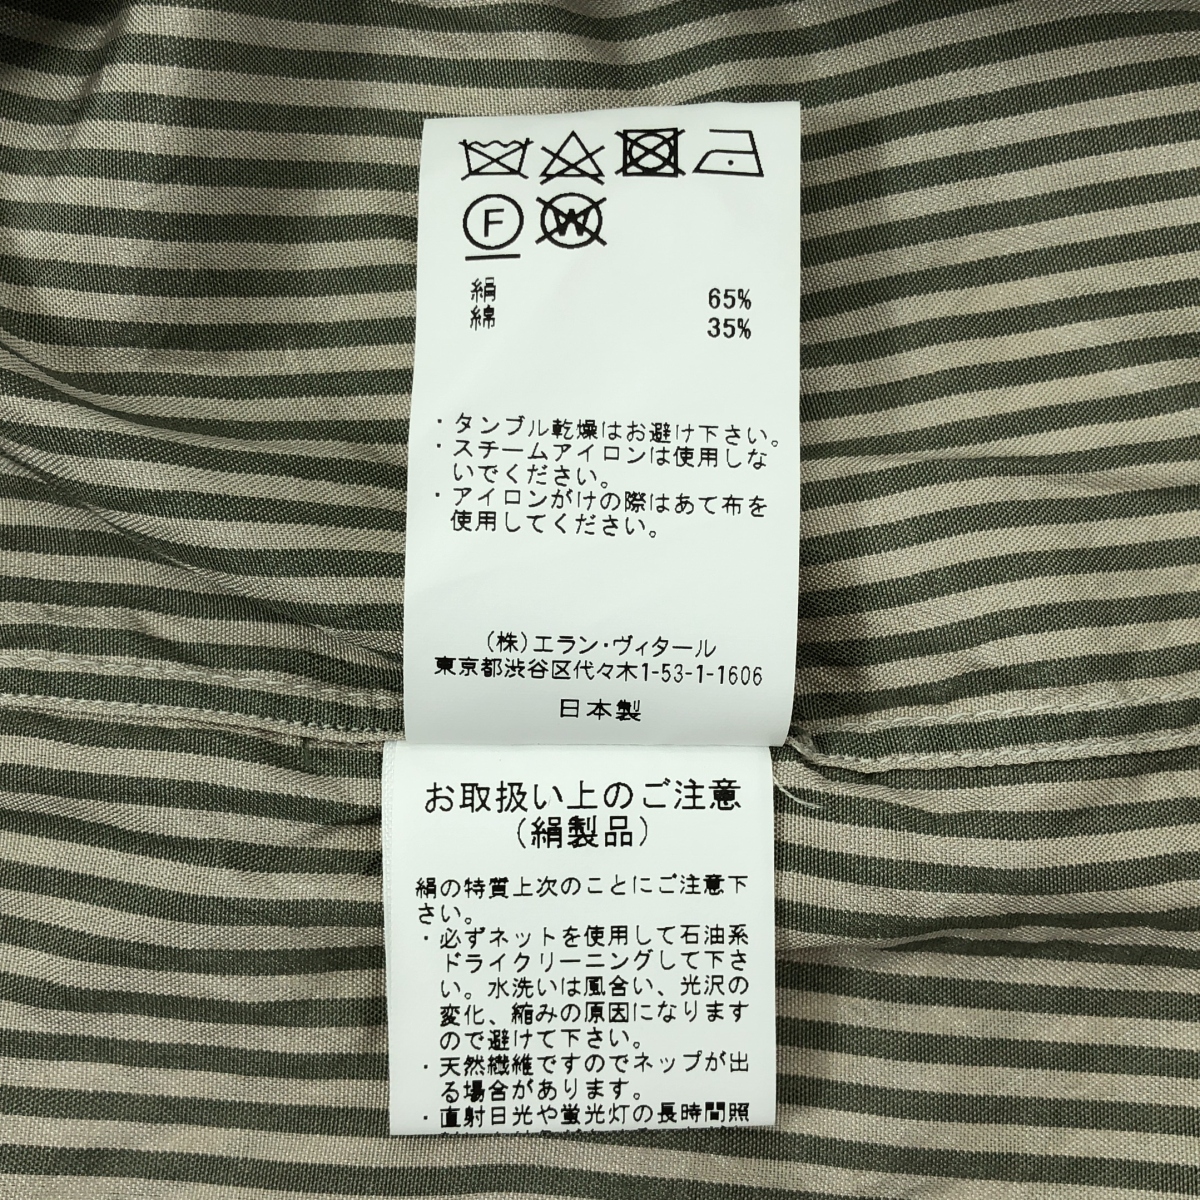 F W
絹 65%
綿 35%
・タンブル乾燥はお避け下さい。
・スチームアイロンは使用しな
いでください。
・アイロンがけの際はあて布を
使用してください。
(株)エラン・ヴィタール
東京都渋谷区代々木1-53-1-1606
日本製
お取扱い上のご注意
(絹製品)
絹の特質上次のことにご注意下
さい。
・必ずネットを使用して石油系
ドライクリーニングして下さ
い。水洗いは風合い、光沢の
変化、縮みの原因になります
ので避けて下さい。
・天然繊維ですのでネップが出
る場合があります。
・直射日光や蛍光灯の長時間照